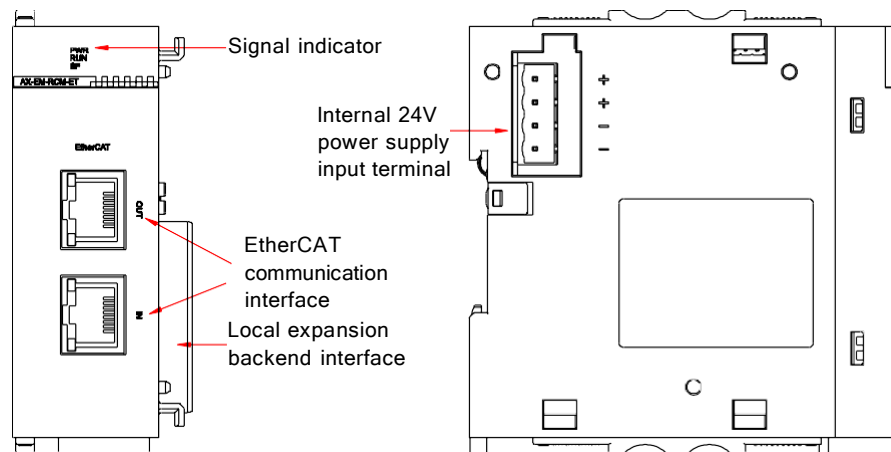 PWR
RUN
SF
AX-EM-RCM-ET
EtherCAT
OUT
IN
Signal indicator
EtherCAT
communication
interface
Local expansion
backend interface
Internal 24V
power supply
input terminal
+
+
−
−